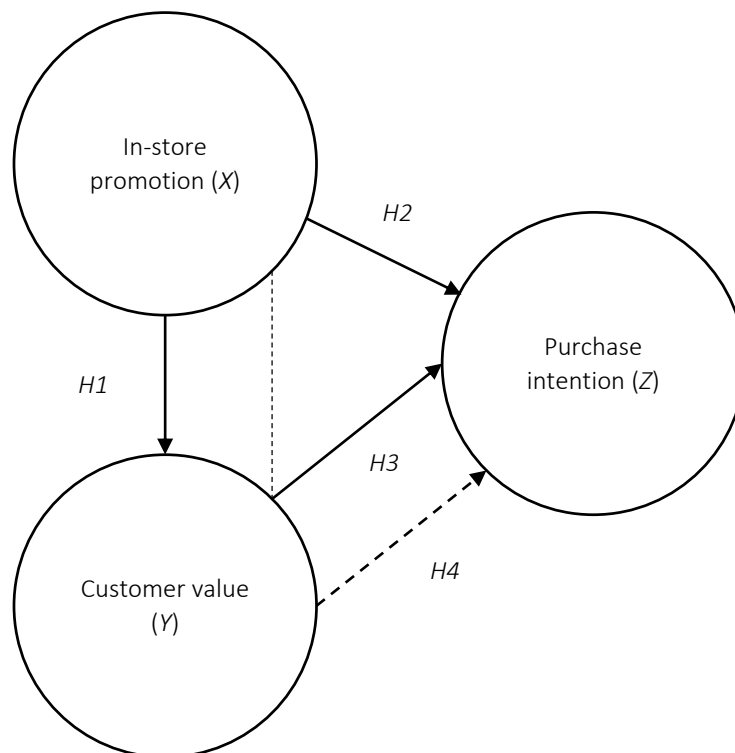 In-store
promotion (X)
H2
Purchase
intention (Z)
H1
H3
H4
Customer value
(Y)